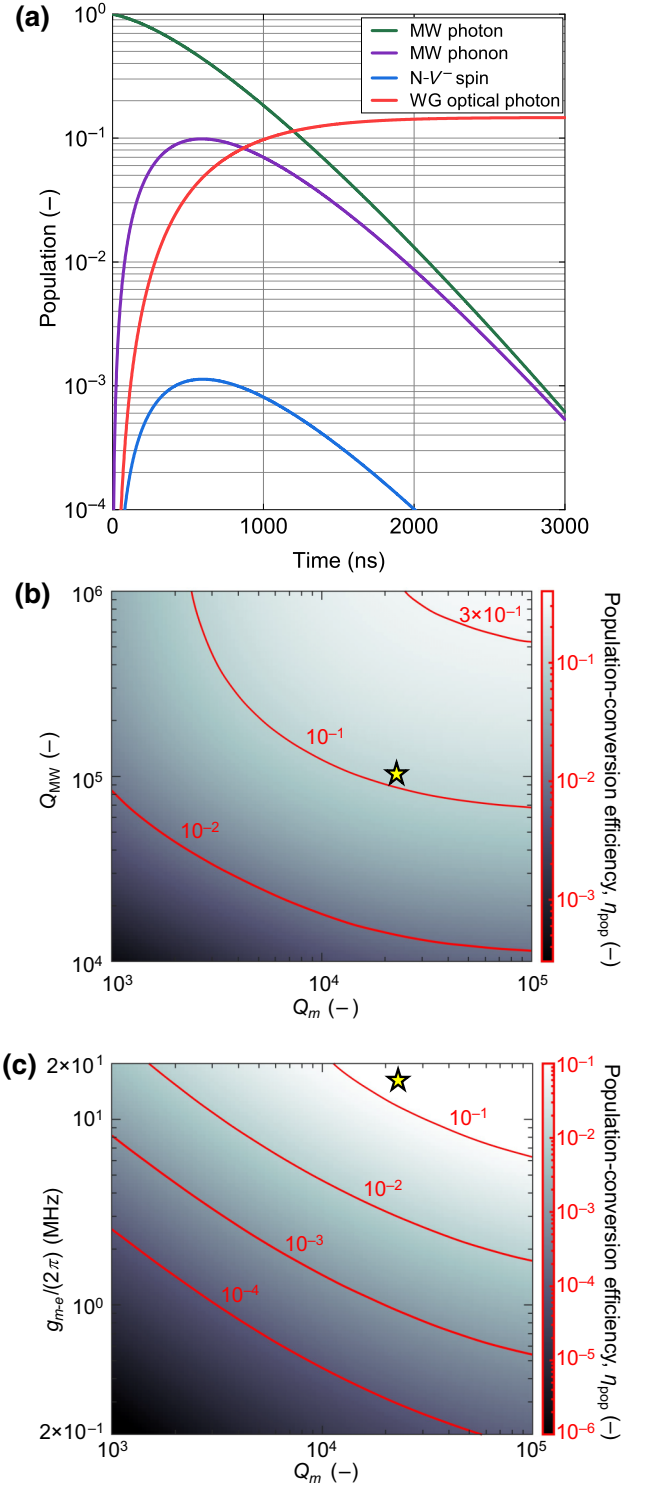 (a)
10⁰
10⁻¹
10⁻²
10⁻³
10⁻⁴
Population (−)
MW photon
MW phonon
N-V⁻ spin
WG optical photon
0
1000
2000
3000
Time (ns)
(b)
10⁶
10⁵
10⁴
Q_MW (−)
3×10⁻¹
10⁻¹
10⁻²
10³
10⁴
10⁵
Q_m (−)
10⁻¹
10⁻²
10⁻³
Population-conversion efficiency, η_pop (−)
(c)
2×10¹
10¹
10⁰
2×10⁻¹
g_m-e/(2π) (MHz)
10⁻¹
10⁻²
10⁻³
10⁻⁴
10³
10⁴
10⁵
Q_m (−)
10⁻¹
10⁻²
10⁻³
10⁻⁴
10⁻⁵
10⁻⁶
Population-conversion efficiency, η_pop (−)